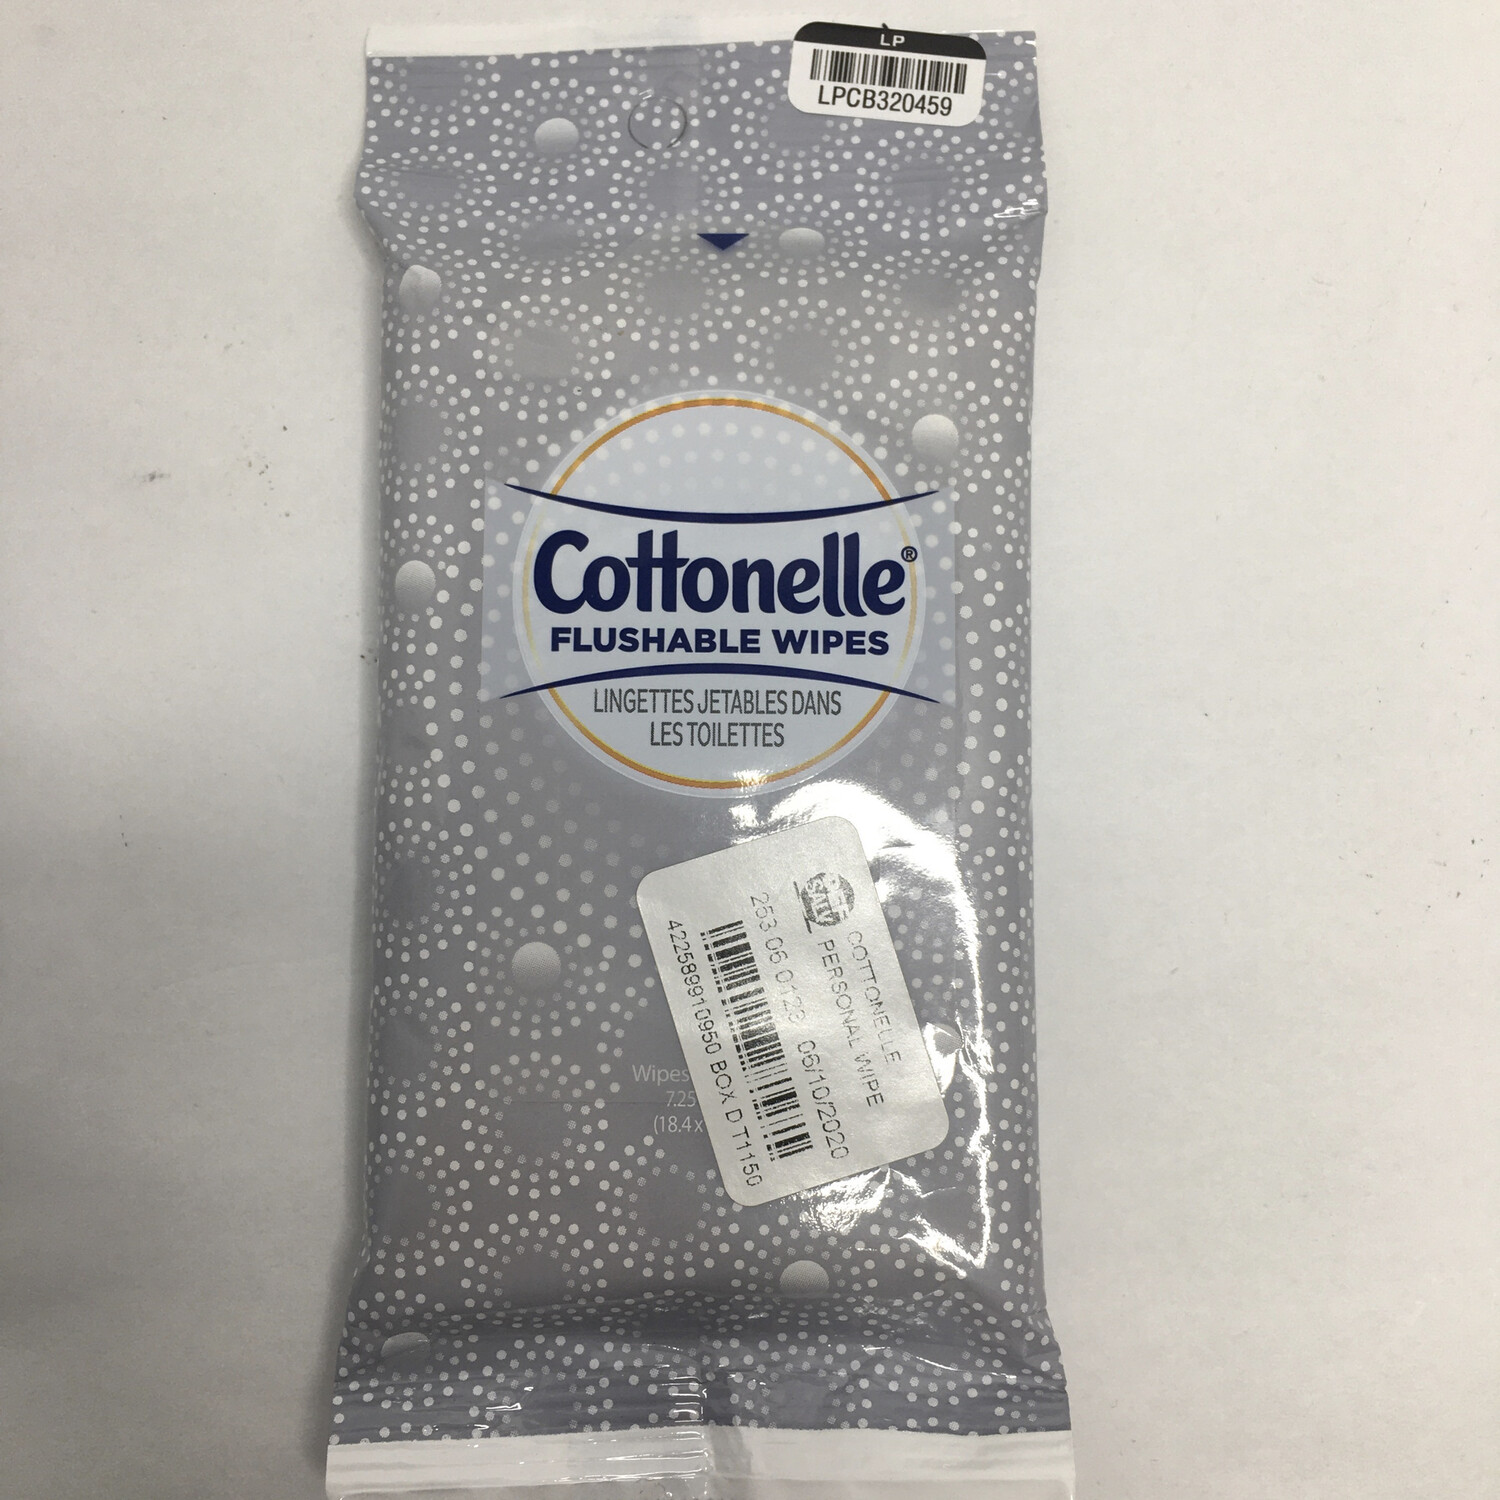 LP
LPCB320459
Cottonelle®
FLUSHABLE WIPES
LINGETTES JETABLES DANS
LES TOILETTES
COTTONELLE
PERSONAL WIPE
253 06 0123 06/10/2020
422589910950 BOX D T1150
Wipes
7.25
(18.4 x